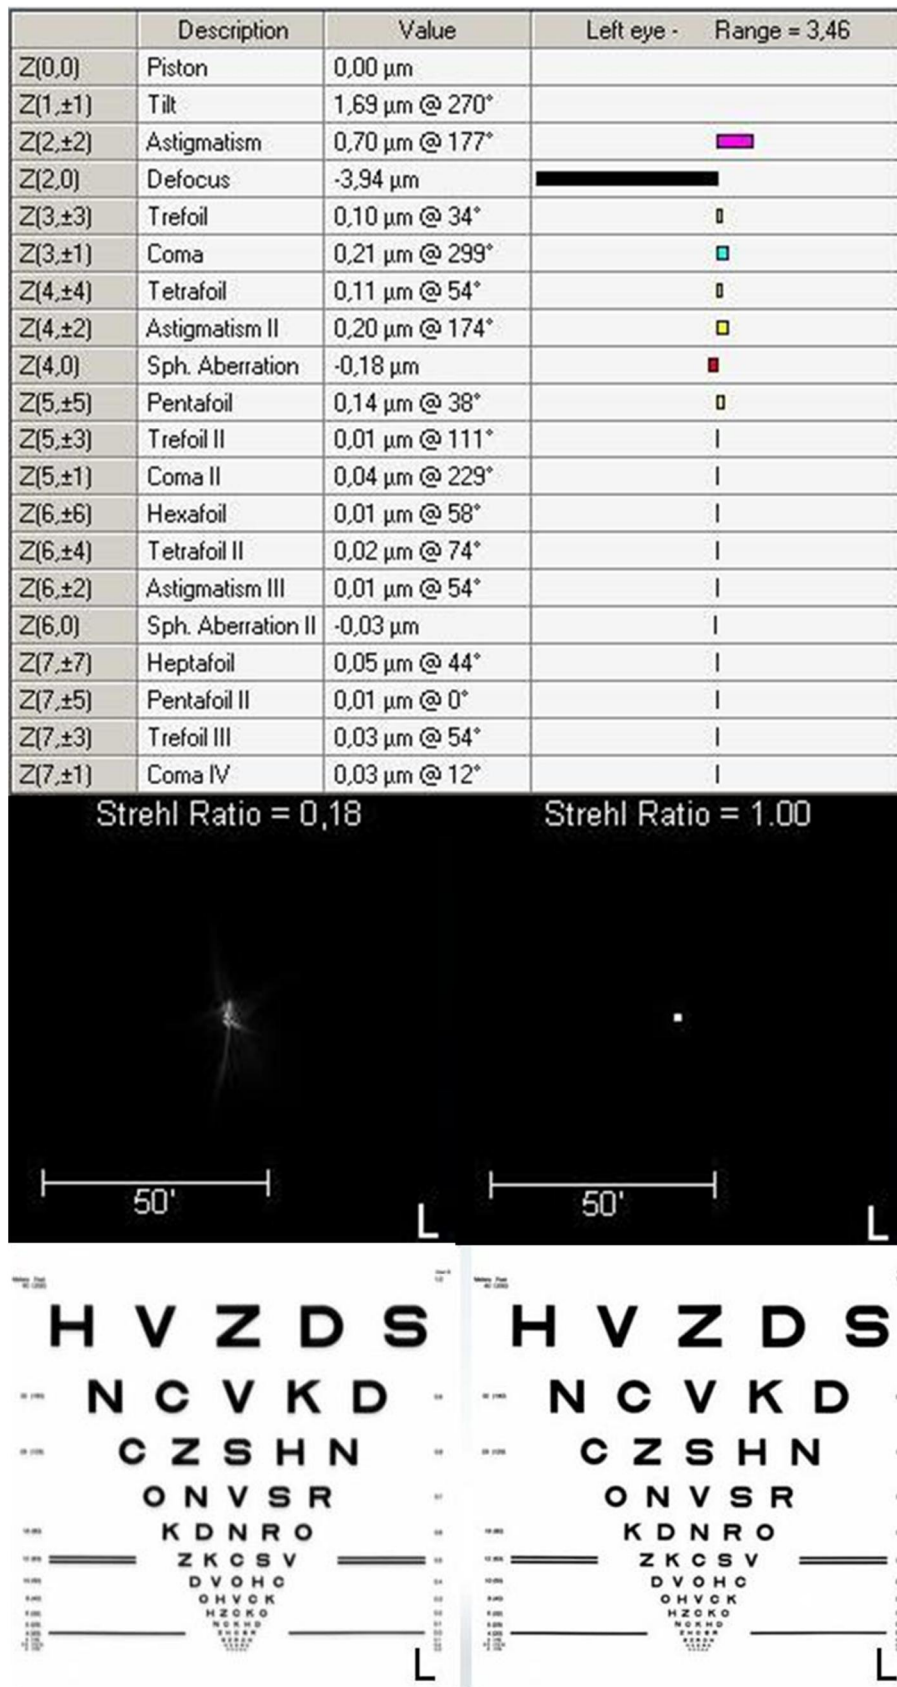 Description Value Left eye - Range = 3,46
Z(0,0) Piston 0,00 µm
Z(1,±1) Tilt 1,69 µm @ 270°
Z(2,±2) Astigmatism 0,70 µm @ 177°
Z(2,0) Defocus -3,94 µm
Z(3,±3) Trefoil 0,10 µm @ 34°
Z(3,±1) Coma 0,21 µm @ 299°
Z(4,±4) Tetrafoil 0,11 µm @ 54°
Z(4,±2) Astigmatism II 0,20 µm @ 174°
Z(4,0) Sph. Aberration -0,18 µm
Z(5,±5) Pentafoil 0,14 µm @ 38°
Z(5,±3) Trefoil II 0,01 µm @ 111°
Z(5,±1) Coma II 0,04 µm @ 229°
Z(6,±6) Hexafoil 0,01 µm @ 58°
Z(6,±4) Tetrafoil II 0,02 µm @ 74°
Z(6,±2) Astigmatism III 0,01 µm @ 54°
Z(6,0) Sph. Aberration II -0,03 µm
Z(7,±7) Heptafoil 0,05 µm @ 44°
Z(7,±5) Pentafoil II 0,01 µm @ 0°
Z(7,±3) Trefoil III 0,03 µm @ 54°
Z(7,±1) Coma IV 0,03 µm @ 12°
Strehl Ratio = 0,18 Strehl Ratio = 1.00
50' 50'
L L
H V Z D S H V Z D S
N C V K D N C V K D
C Z S H N C Z S H N
O N V S R O N V S R
K D N R O K D N R O
Z K C S V Z K C S V
D V O H C D V O H C
O H V C K O H V C K
H Z C K O H Z C K O
N C K H D N C K H D
L L